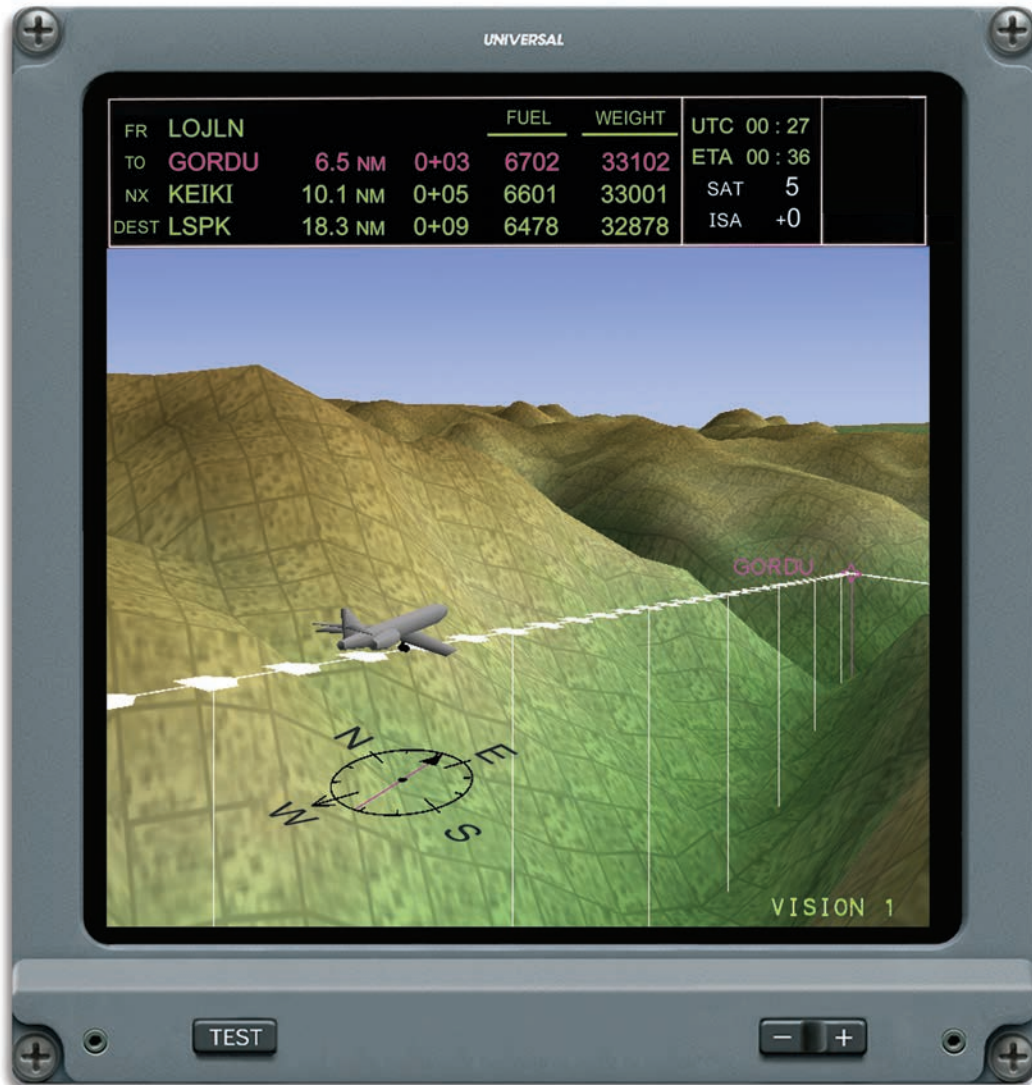 UNIVERSAL
FUEL WEIGHT
FR LOJLN
TO GORDU 6.5 NM 0+03 6702 33102
NX KEIKI 10.1 NM 0+05 6601 33001
DEST LSPK 18.3 NM 0+09 6478 32878
UTC 00 : 27
ETA 00 : 36
SAT 5
ISA +0
GORDU
N
E
W
S
VISION 1
TEST
− +